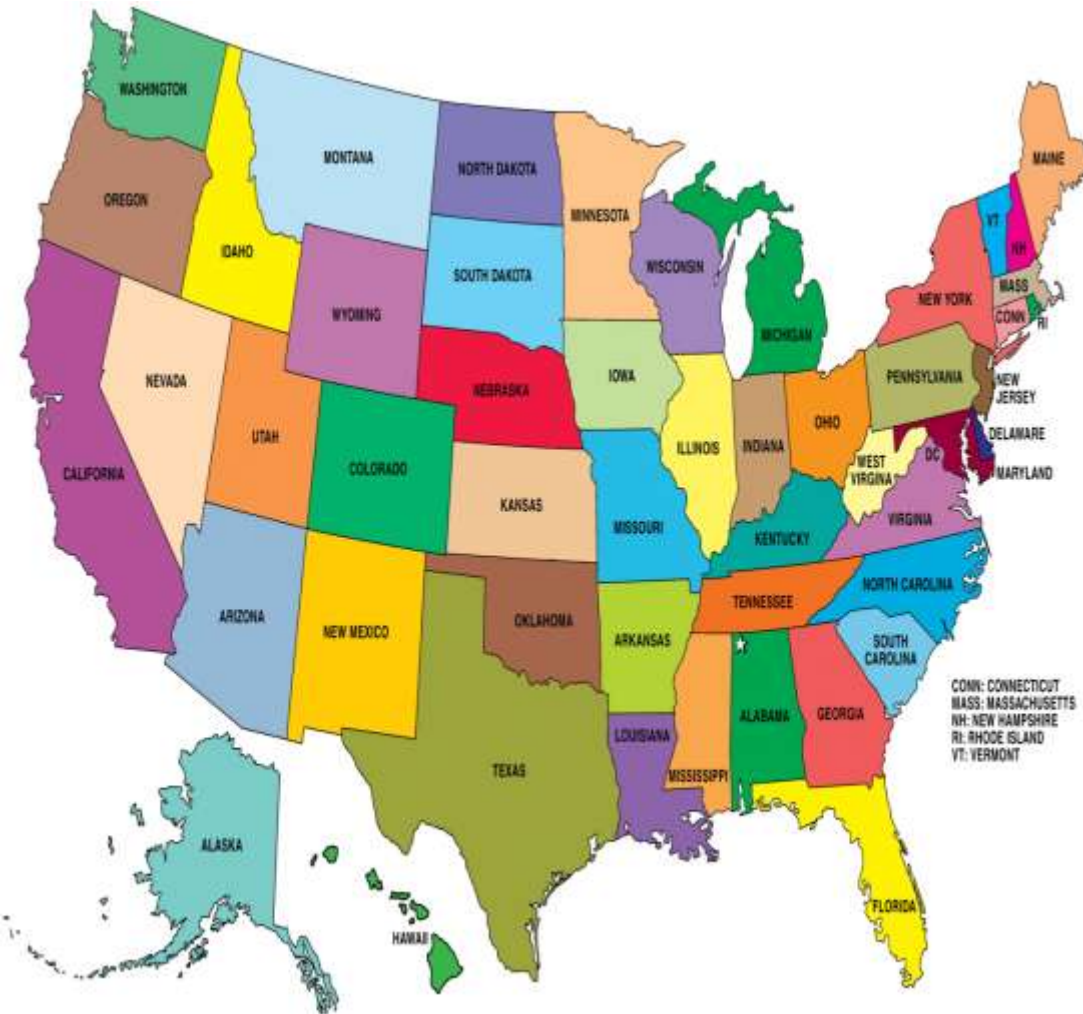 WASHINGTON
MONTANA
NORTH DAKOTA
MAINE
OREGON
MINNESOTA
VT
NH
IDAHO
WISCONSIN
SOUTH DAKOTA
MASS
NEW YORK
WYOMING
CONN
RI
MICHIGAN
IOWA
PENNSYLVANIA
NEVADA
NEW
JERSEY
NEBRASKA
OHIO
UTAH
ILLINOIS
INDIANA
DELAWARE
COLORADO
DC
WEST
VIRGINA
CALIFORNIA
MARYLAND
KANSAS
VIRGINIA
MISSOURI
KENTUCKY
NORTH CAROLINA
TENNESSEE
ARIZONA
OKLAHOMA
NEW MEXICO
ARKANSAS
SOUTH
CAROLINA
CONN: CONNECTICUT
MASS: MASSACHUSETTS
NH: NEW HAMPSHIRE
RI: RHODE ISLAND
VT: VERMONT
ALABAMA
GEORGIA
LOUISIANA
TEXAS
MISSISSIPPI
ALASKA
FLORIDA
HAWAII